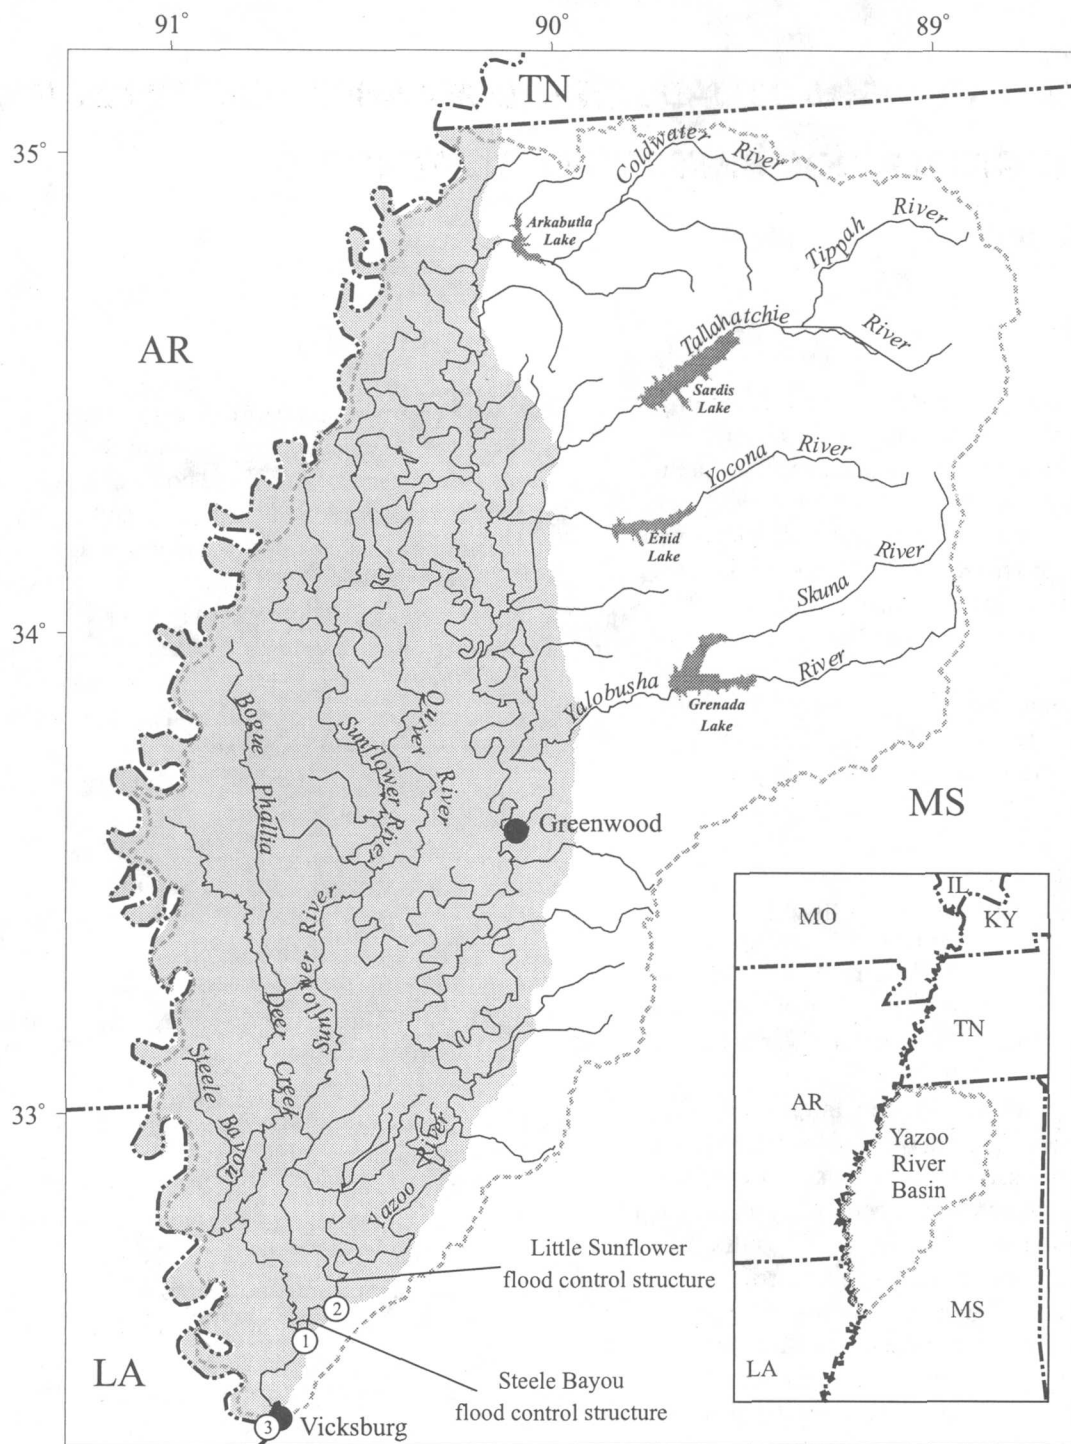 91° 90° 89°
TN
35°
Coldwater River
Arkabutla
Lake
Tippah River
AR
Tallahatchie River
Sardis
Lake
Yocona River
Enid
Lake
Skuna River
34°
Yalobusha River
Grenada
Lake
Bogue Phallia
Sunflower River
Quiver River
MS
Greenwood
Sunflower River
Deer Creek
Steele Bayou
33°
Yazoo River
Little Sunflower
flood control structure
2
1
Steele Bayou
flood control structure
LA
3
Vicksburg
IL
MO
KY
TN
AR
Yazoo
River
Basin
MS
LA